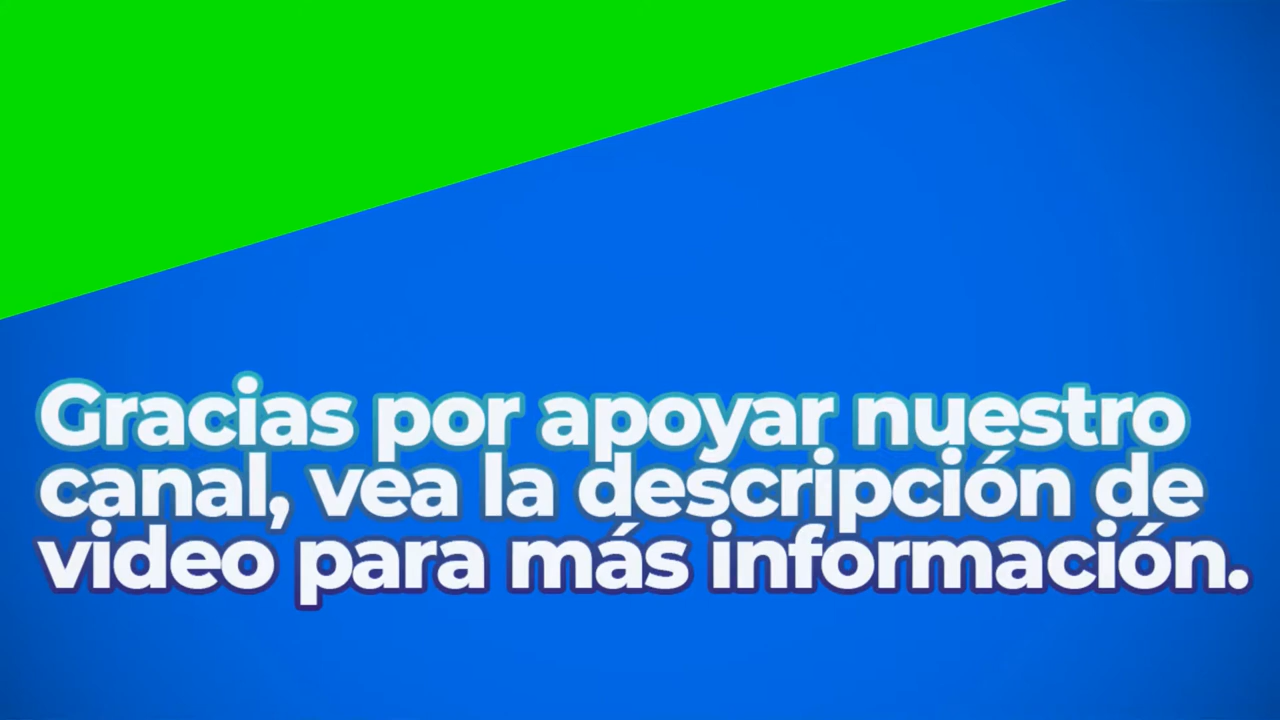 Gracias por apoyar nuestro
canal, vea la descripción de
video para más información.